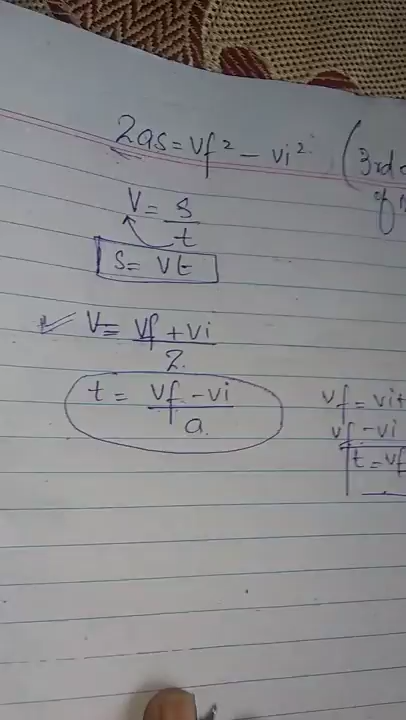 2as = vf² - vi² (3rd
of
V = S/t
S = Vt
V = vf + vi / 2
t = vf - vi / a
vf = vi +
vf - vi
t = vf